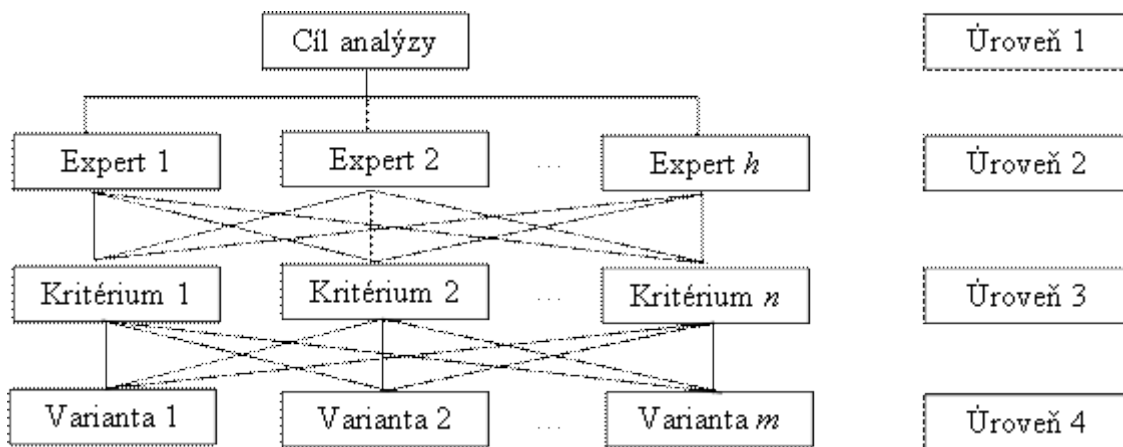 Cíl analýzy Úroveň 1
Expert 1 Expert 2 ... Expert h Úroveň 2
Kritérium 1 Kritérium 2 ... Kritérium n Úroveň 3
Varianta 1 Varianta 2 ... Varianta m Úroveň 4